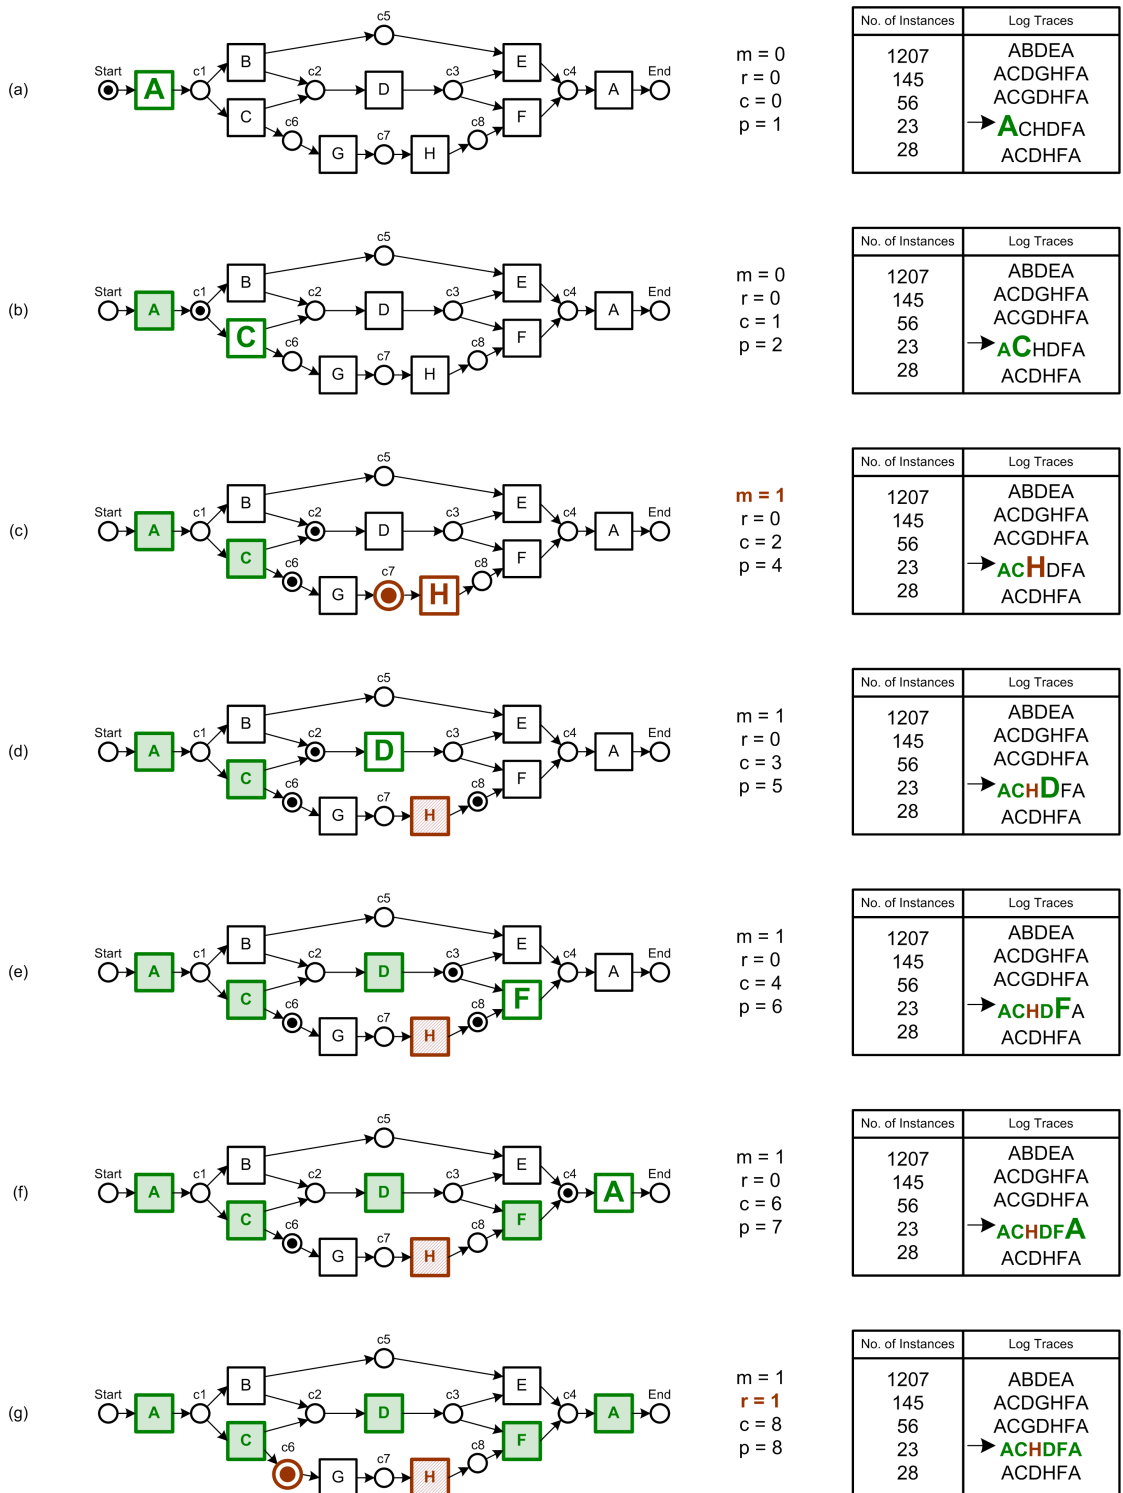 (a)
Start
A
c1
B
C
c5
c2
D
c3
c6
G
c7
H
c8
E
F
c4
A
End
m = 0
r = 0
c = 0
p = 1
No. of Instances Log Traces
1207 ABDEA
145 ACDGHFA
56 ACGDHFA
23 ACHDFA
28 ACDHFA
(b)
Start
A
c1
B
C
c5
c2
D
c3
c6
G
c7
H
c8
E
F
c4
A
End
m = 0
r = 0
c = 1
p = 2
No. of Instances Log Traces
1207 ABDEA
145 ACDGHFA
56 ACGDHFA
23 ACHDFA
28 ACDHFA
(c)
Start
A
c1
B
C
c5
c2
D
c3
c6
G
c7
H
c8
E
F
c4
A
End
m = 1
r = 0
c = 2
p = 4
No. of Instances Log Traces
1207 ABDEA
145 ACDGHFA
56 ACGDHFA
23 ACHDFA
28 ACDHFA
(d)
Start
A
c1
B
C
c5
c2
D
c3
c6
G
c7
H
c8
E
F
c4
A
End
m = 1
r = 0
c = 3
p = 5
No. of Instances Log Traces
1207 ABDEA
145 ACDGHFA
56 ACGDHFA
23 ACHDFA
28 ACDHFA
(e)
Start
A
c1
B
C
c5
c2
D
c3
c6
G
c7
H
c8
E
F
c4
A
End
m = 1
r = 0
c = 4
p = 6
No. of Instances Log Traces
1207 ABDEA
145 ACDGHFA
56 ACGDHFA
23 ACHDFA
28 ACDHFA
(f)
Start
A
c1
B
C
c5
c2
D
c3
c6
G
c7
H
c8
E
F
c4
A
End
m = 1
r = 0
c = 6
p = 7
No. of Instances Log Traces
1207 ABDEA
145 ACDGHFA
56 ACGDHFA
23 ACHDFA
28 ACDHFA
(g)
Start
A
c1
B
C
c5
c2
D
c3
c6
G
c7
H
c8
E
F
c4
A
End
m = 1
r = 1
c = 8
p = 8
No. of Instances Log Traces
1207 ABDEA
145 ACDGHFA
56 ACGDHFA
23 ACHDFA
28 ACDHFA